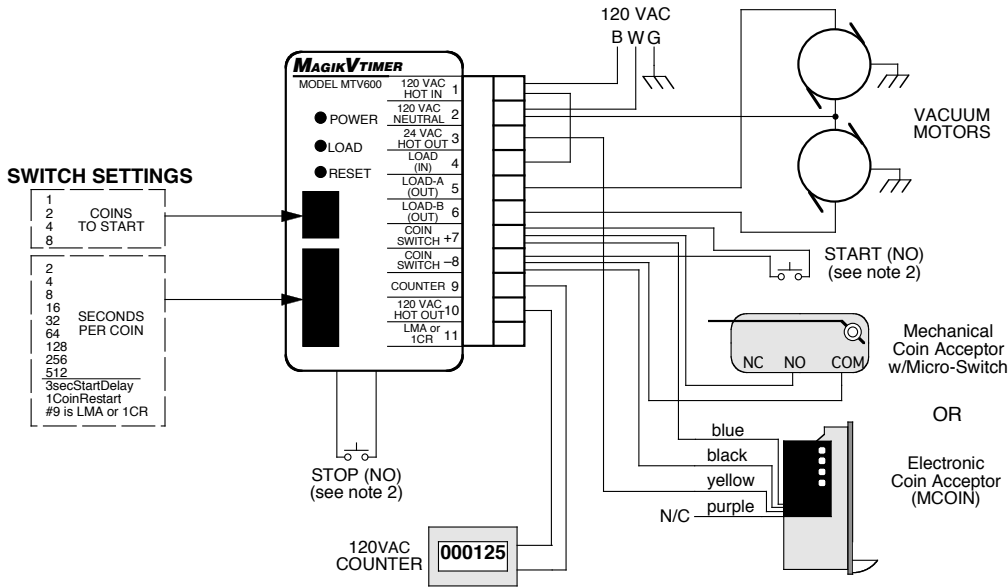 120 VAC
B W G
MAGIKVTIMER
MODEL MTV600
POWER
LOAD
RESET
120 VAC
HOT IN 1
120 VAC
NEUTRAL 2
24 VAC
HOT OUT 3
LOAD
(IN) 4
LOAD-A
(OUT) 5
LOAD-B
(OUT) 6
COIN
SWITCH +7
COIN
SWITCH –8
COUNTER 9
120 VAC
HOT OUT 10
LMA or
1CR 11
VACUUM
MOTORS
SWITCH SETTINGS
1
2
4
8
COINS
TO START
2
4
8
16
32
64
128
256
512
SECONDS
PER COIN
3secStartDelay
1CoinRestart
#9 is LMA or 1CR
START (NO)
(see note 2)
NC NO COM
Mechanical
Coin Acceptor
w/Micro-Switch
OR
Electronic
Coin Acceptor
(MCOIN)
blue
black
yellow
N/C purple
STOP (NO)
(see note 2)
120VAC
COUNTER
000125